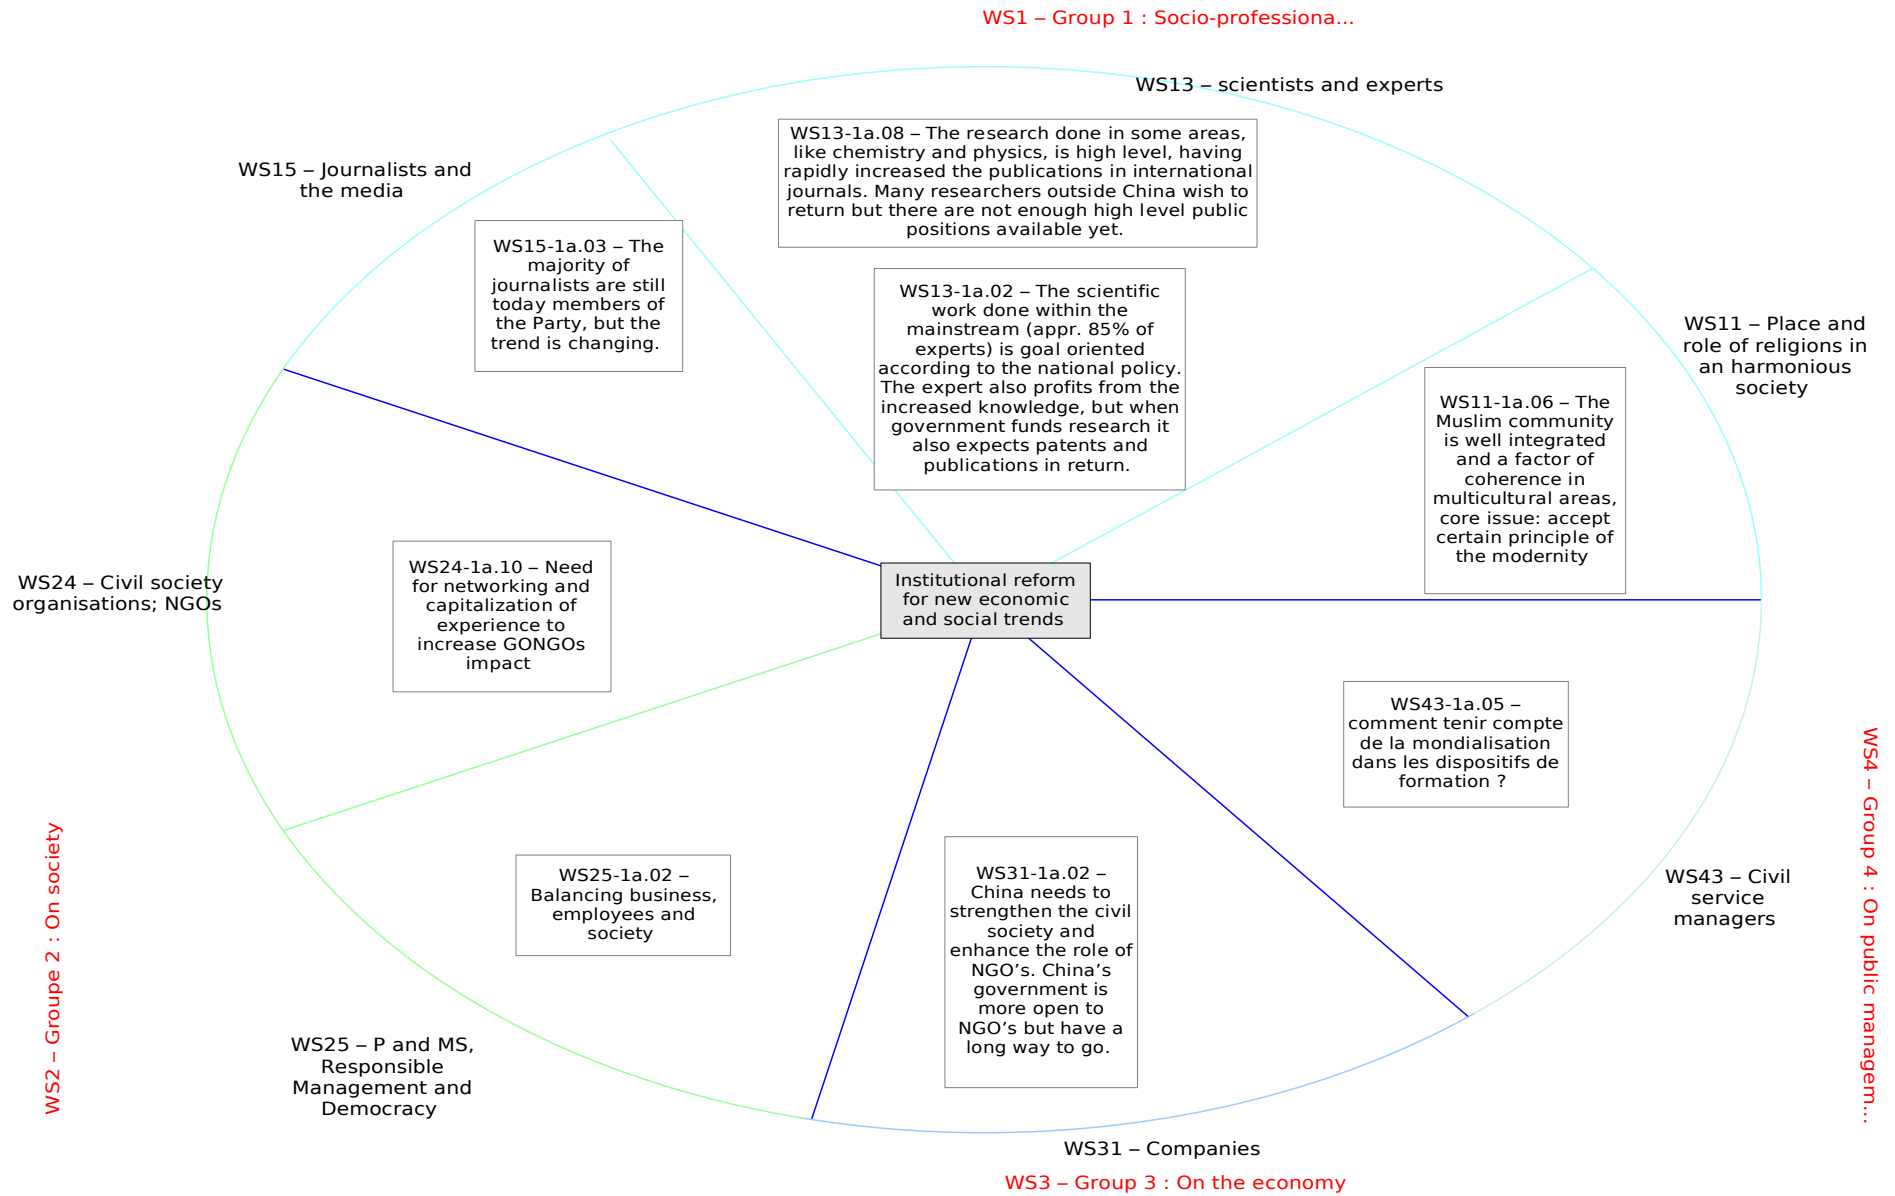 WS1 – Group 1 : Socio-professiona...
WS13 – scientists and experts
WS13-1a.08 – The research done in some areas,
like chemistry and physics, is high level, having
rapidly increased the publications in international
journals. Many researchers outside China wish to
return but there are not enough high level public
positions available yet.
WS15 – Journalists and
the media
WS15-1a.03 – The
majority of
journalists are still
today members of
the Party, but the
trend is changing.
WS13-1a.02 – The scientific
work done within the
mainstream (appr. 85% of
experts) is goal oriented
according to the national policy.
The expert also profits from the
increased knowledge, but when
government funds research it
also expects patents and
publications in return.
WS11 – Place and
role of religions in
an harmonious
society
WS11-1a.06 – The
Muslim community
is well integrated
and a factor of
coherence in
multicultural areas,
core issue: accept
certain principle of
the modernity
WS24 – Civil society
organisations; NGOs
WS24-1a.10 – Need
for networking and
capitalization of
experience to
increase GONGOs
impact
Institutional reform
for new economic
and social trends
WS43-1a.05 –
comment tenir compte
de la mondialisation
dans les dispositifs de
formation ?
WS4 – Group 4 : On public managem...
WS2 – Groupe 2 : On society
WS25-1a.02 –
Balancing business,
employees and
society
WS31-1a.02 –
China needs to
strengthen the civil
society and
enhance the role of
NGO’s. China’s
government is
more open to
NGO’s but have a
long way to go.
WS43 – Civil
service
managers
WS25 – P and MS,
Responsible
Management and
Democracy
WS31 – Companies
WS3 – Group 3 : On the economy